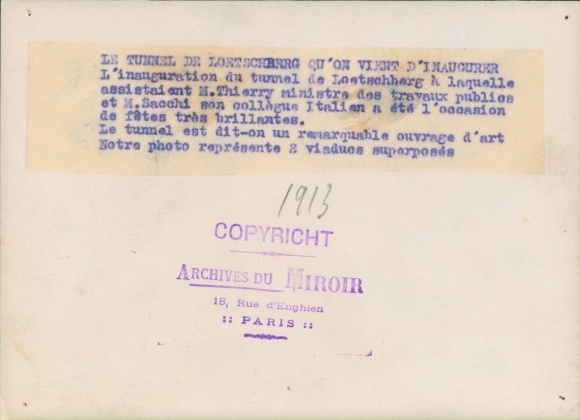 LE TUNNEL DE LOETSCHBERG QU'ON VIENT D'INAUGURER
L'inauguration du tunnel de Loetschberg à laquelle
assistaient M.Thierry ministre des travaux publics
et M.Sacchi son collègue Italien a été l'occasion
de fêtes très brillantes.
Le tunnel est dit-on un remarquable ouvrage d'art
Notre photo représente 2 viaducs superposés
1913
COPYRICHT
ARCHIVES DU MIROIR
18, Rue d'Enghien
:: PARIS ::